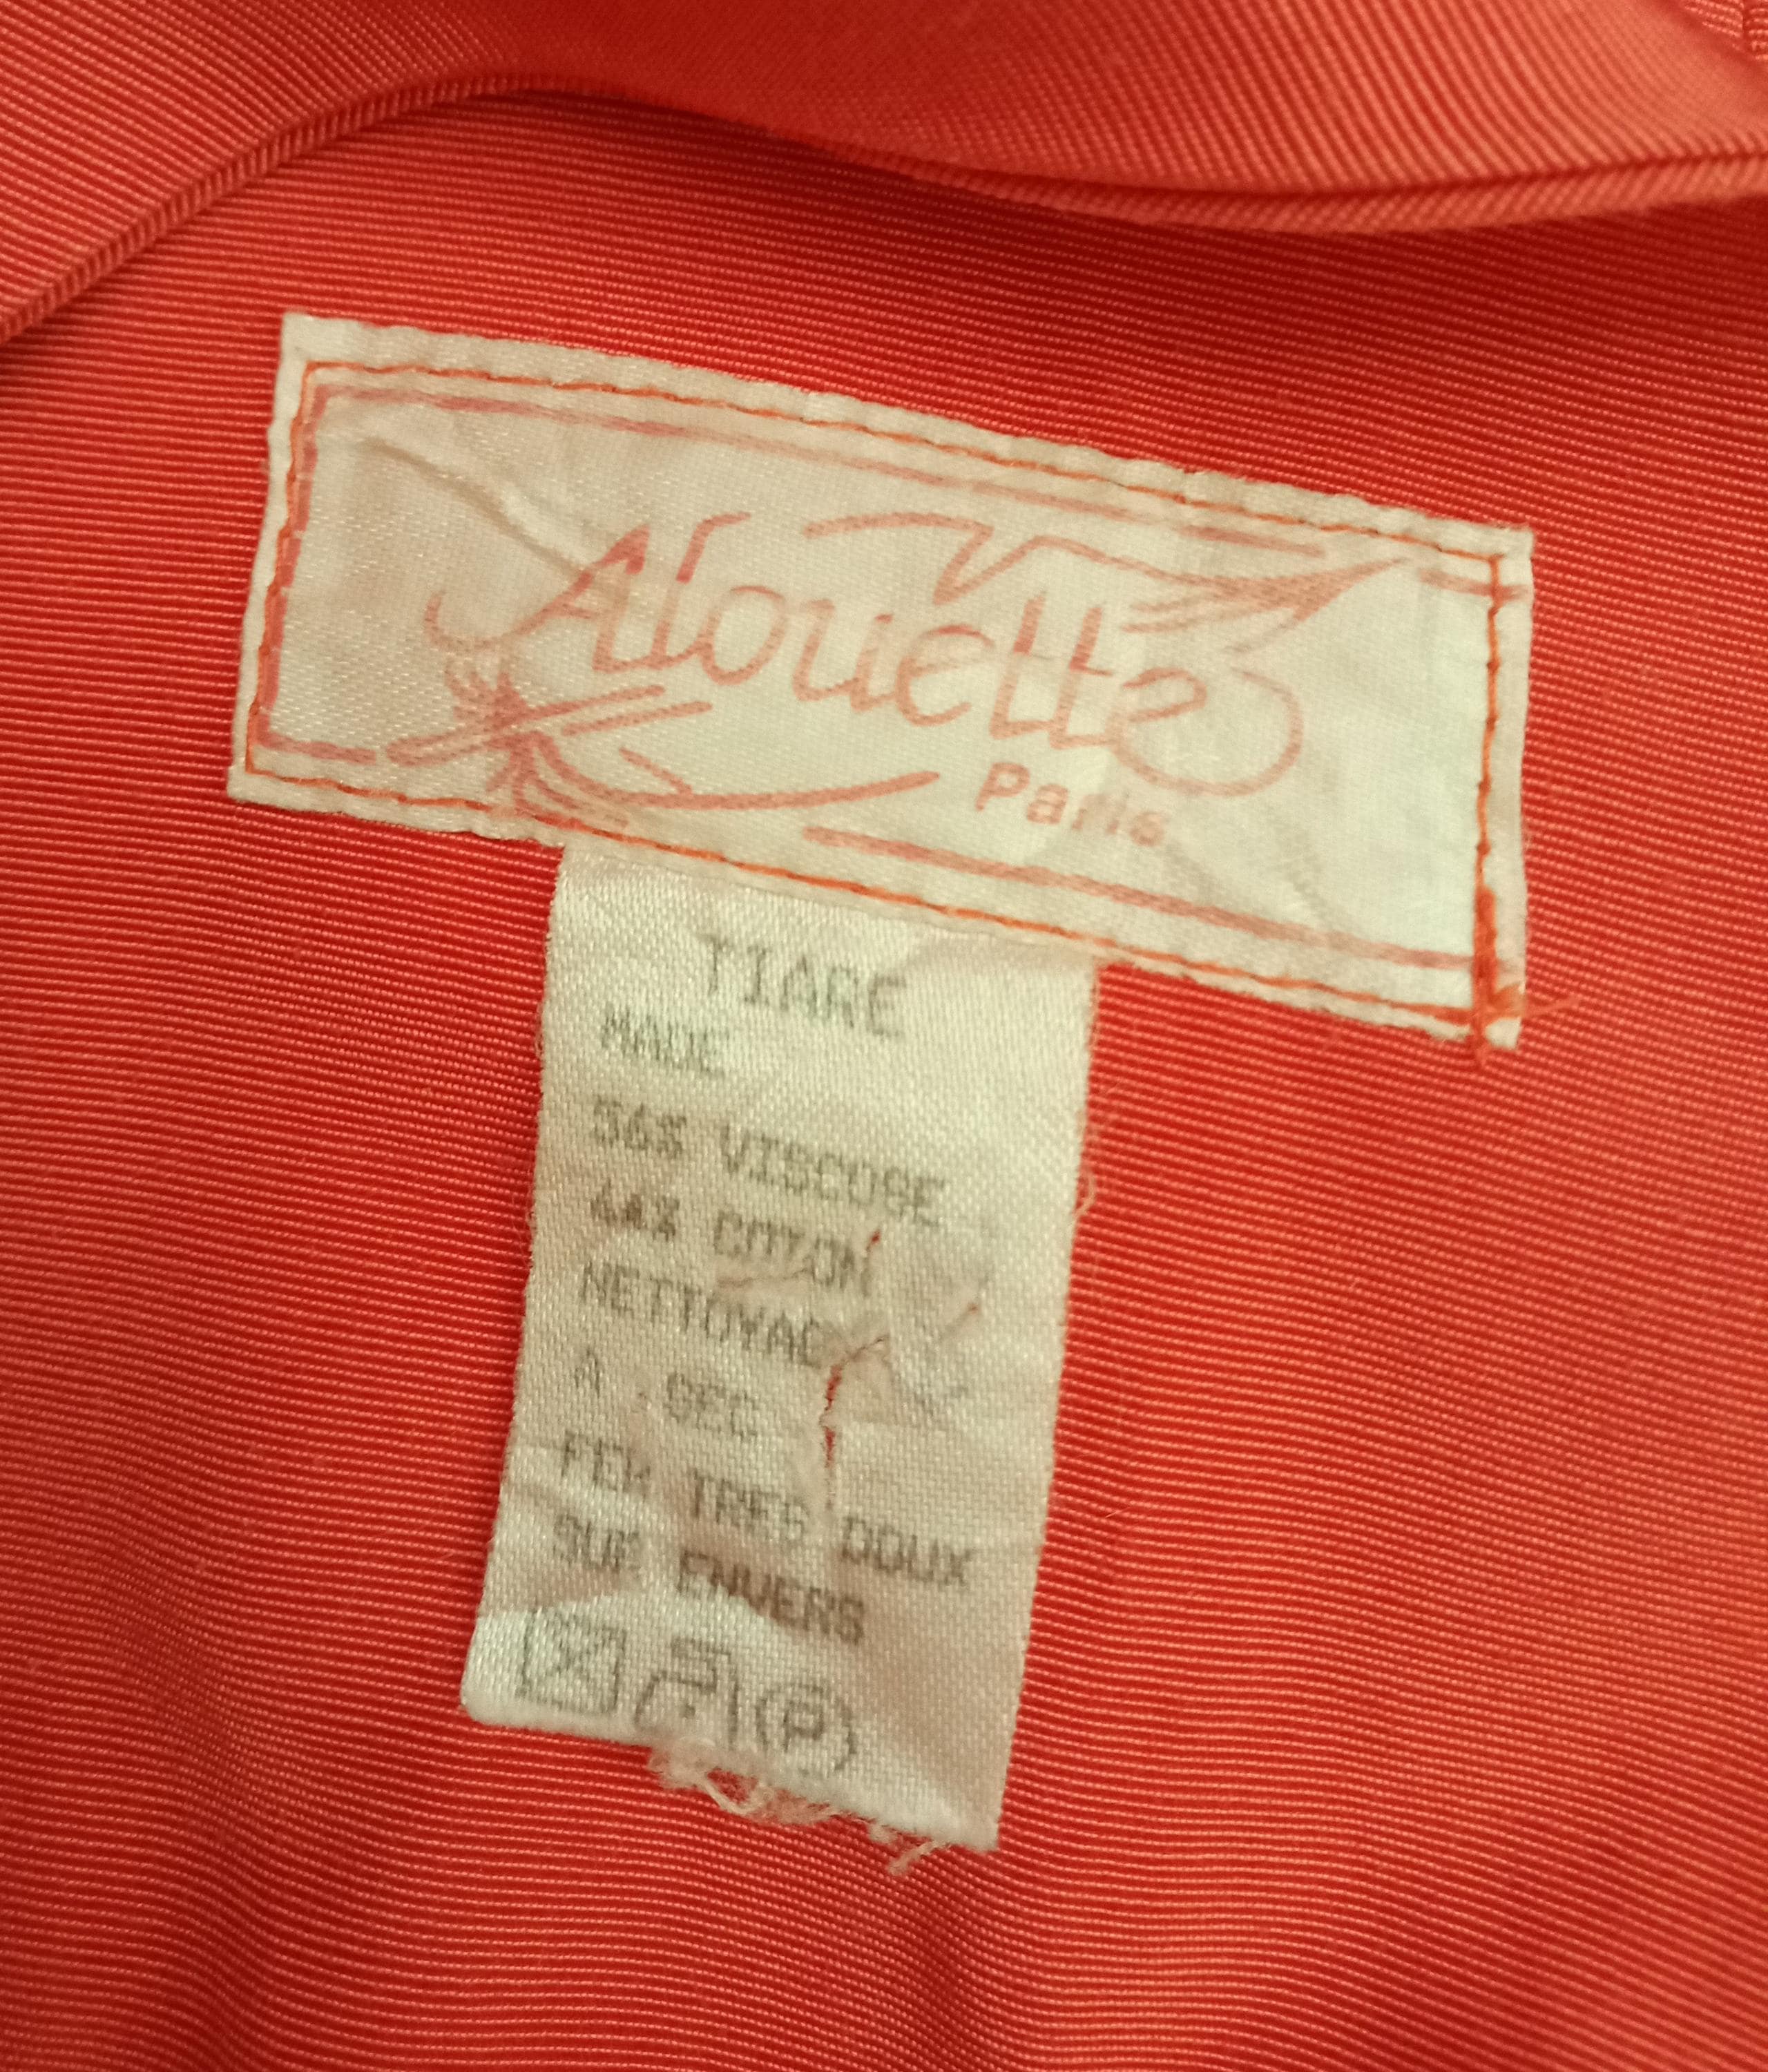 Alouette
Paris
TIARE
MADE
56% VISCOSE
44% COTON
NETTOYAG
A SEC
FER TRES DOUX
SUR ENVERS
P